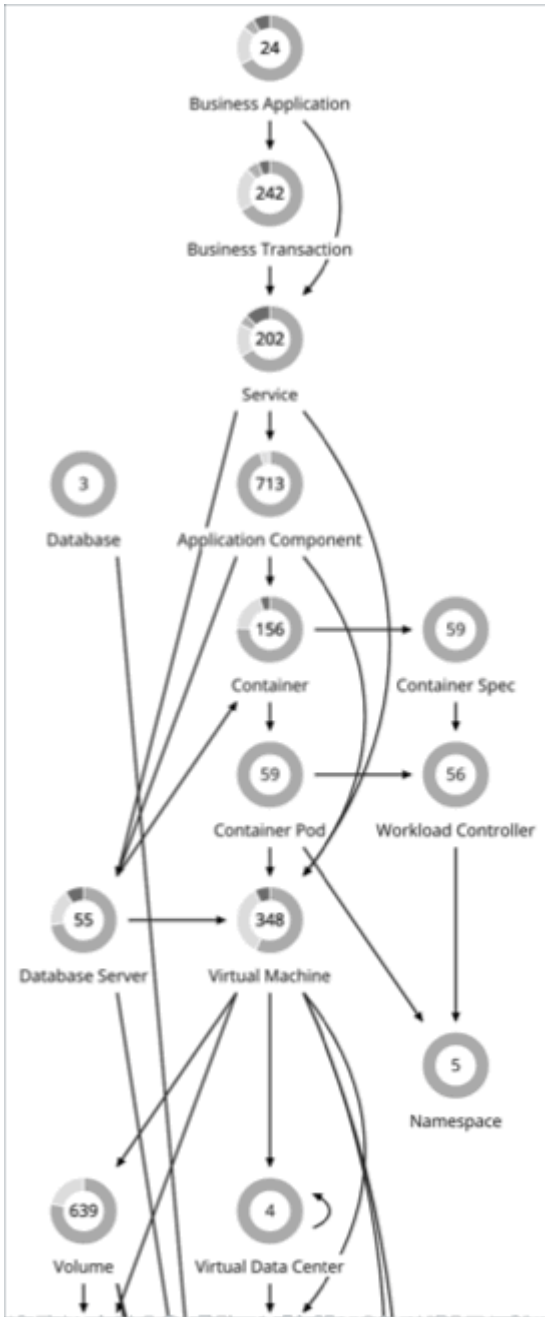 24
Business Application
242
Business Transaction
202
Service
3
713
Database
Application Component
156
59
Container
Container Spec
59
56
Container Pod
Workload Controller
55
348
Database Server
Virtual Machine
5
Namespace
639
4
Volume
Virtual Data Center